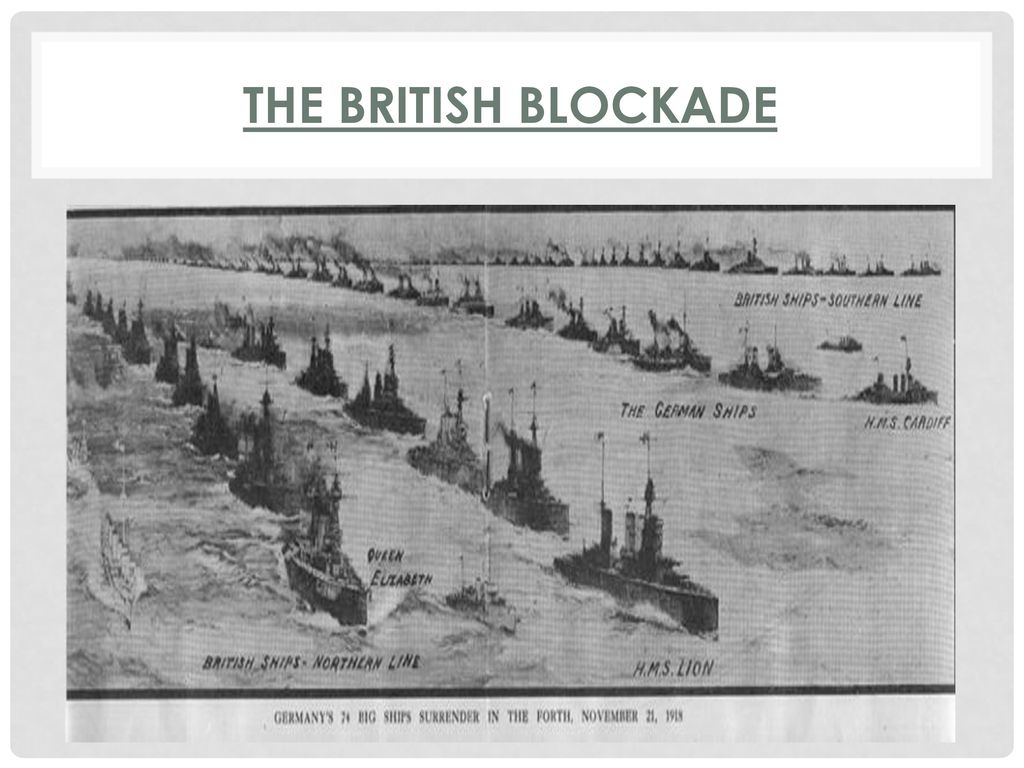 THE BRITISH BLOCKADE
BRITISH SHIPS-SOUTHERN LINE
THE GERMAN SHIPS
H.M.S. CARDIFF
QUEEN
ELIZABETH
BRITISH SHIPS- NORTHERN LINE
H.M.S. LION
GERMANY'S 74 BIG SHIPS SURRENDER IN THE FORTH, NOVEMBER 21, 1918